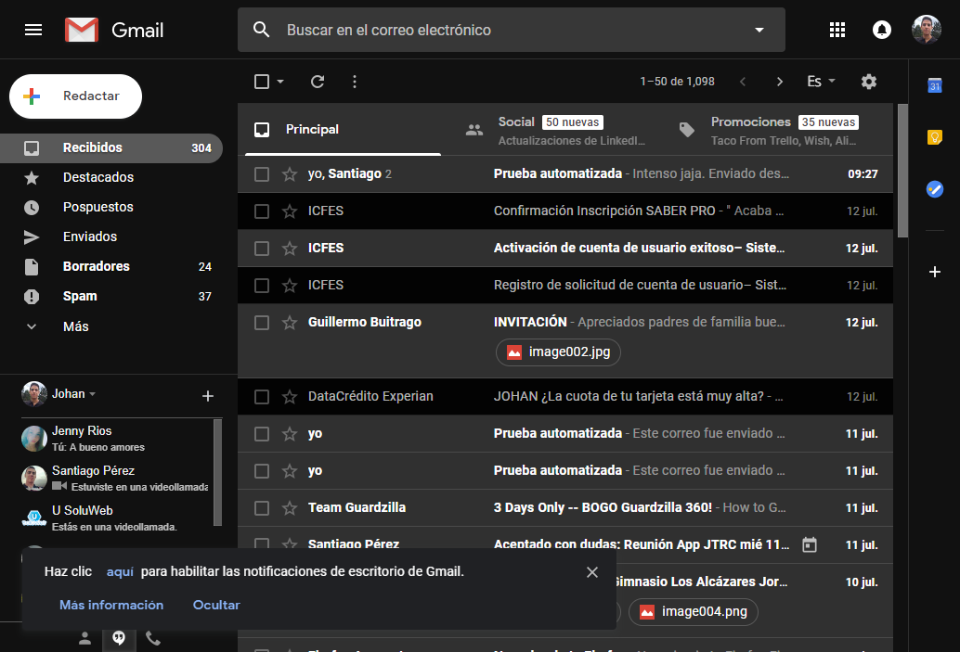 Gmail
Buscar en el correo electrónico
Redactar
1–50 de 1,098
Es
31
Recibidos 304
Destacados
Pospuestos
Enviados
Borradores 24
Spam 37
Más
Principal
Social 50 nuevas
Actualizaciones de LinkedI...
Promociones 35 nuevas
Taco From Trello, Wish, Ali...
yo, Santiago 2 Prueba automatizada - Intenso jaja. Enviado des... 09:27
ICFES Confirmación Inscripción SABER PRO - " Acaba ... 12 jul.
ICFES Activación de cuenta de usuario exitoso– Siste... 12 jul.
ICFES Registro de solicitud de cuenta de usuario– Sist... 12 jul.
Guillermo Buitrago INVITACIÓN - Apreciados padres de familia bue... 12 jul.
image002.jpg
DataCrédito Experian JOHAN ¿La cuota de tu tarjeta está muy alta? - ... 12 jul.
yo Prueba automatizada - Este correo fue enviado ... 11 jul.
yo Prueba automatizada - Este correo fue enviado ... 11 jul.
Team Guardzilla 3 Days Only -- BOGO Guardzilla 360! - How to G... 11 jul.
Santiago Pérez Aceptado con dudas: Reunión App JTRC mié 11... 11 jul.
Gimnasio Los Alcázares Jor... 10 jul.
image004.png
Johan
Jenny Rios
Tú: A bueno amores
Santiago Pérez
Estuviste en una videollamada
U SoluWeb
Estás en una videollamada.
Haz clic aquí para habilitar las notificaciones de escritorio de Gmail.
Más información Ocultar